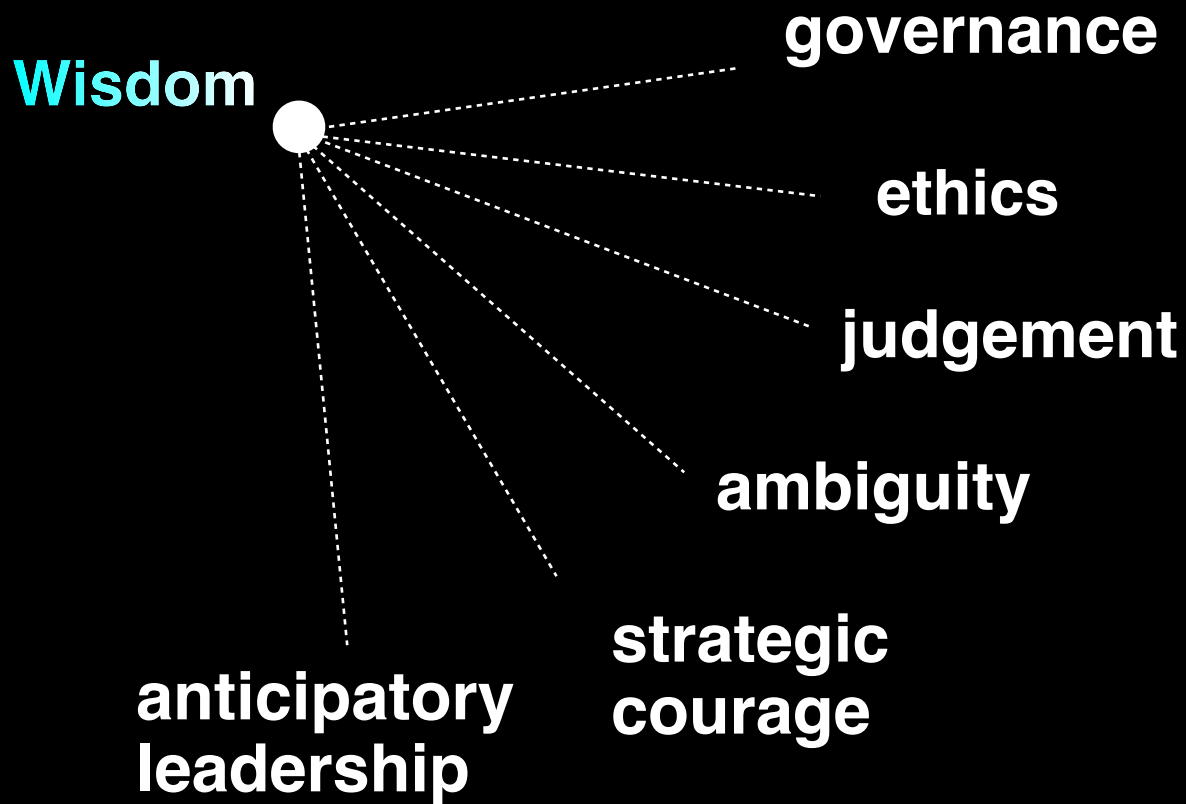 Wisdom
governance
ethics
judgement
ambiguity
strategic
courage
anticipatory
leadership